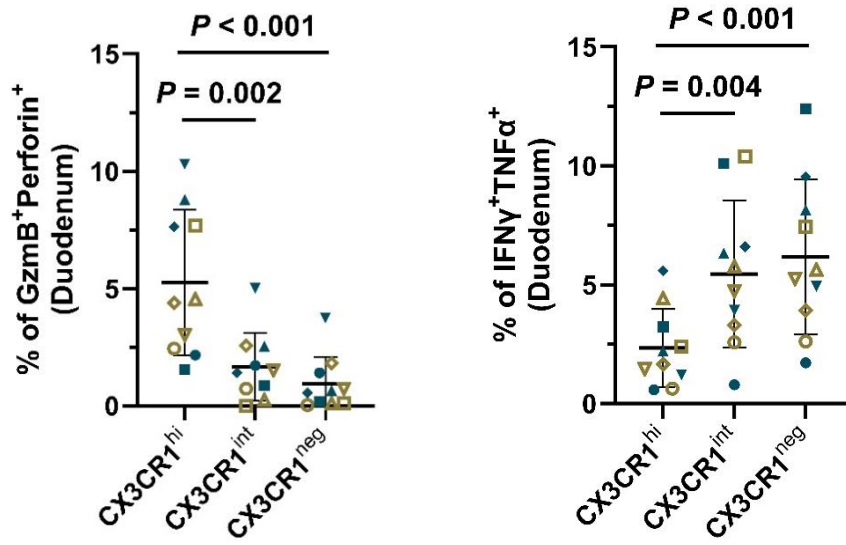 P < 0.001
P = 0.002
% of GzmB⁺Perforin⁺
(Duodenum)
15
10
5
0
CX3CR1ʰⁱ
CX3CR1ⁱⁿᵗ
CX3CR1ⁿᵉᵍ
P < 0.001
P = 0.004
% of IFNγ⁺TNFα⁺
(Duodenum)
15
10
5
0
CX3CR1ʰⁱ
CX3CR1ⁱⁿᵗ
CX3CR1ⁿᵉᵍ